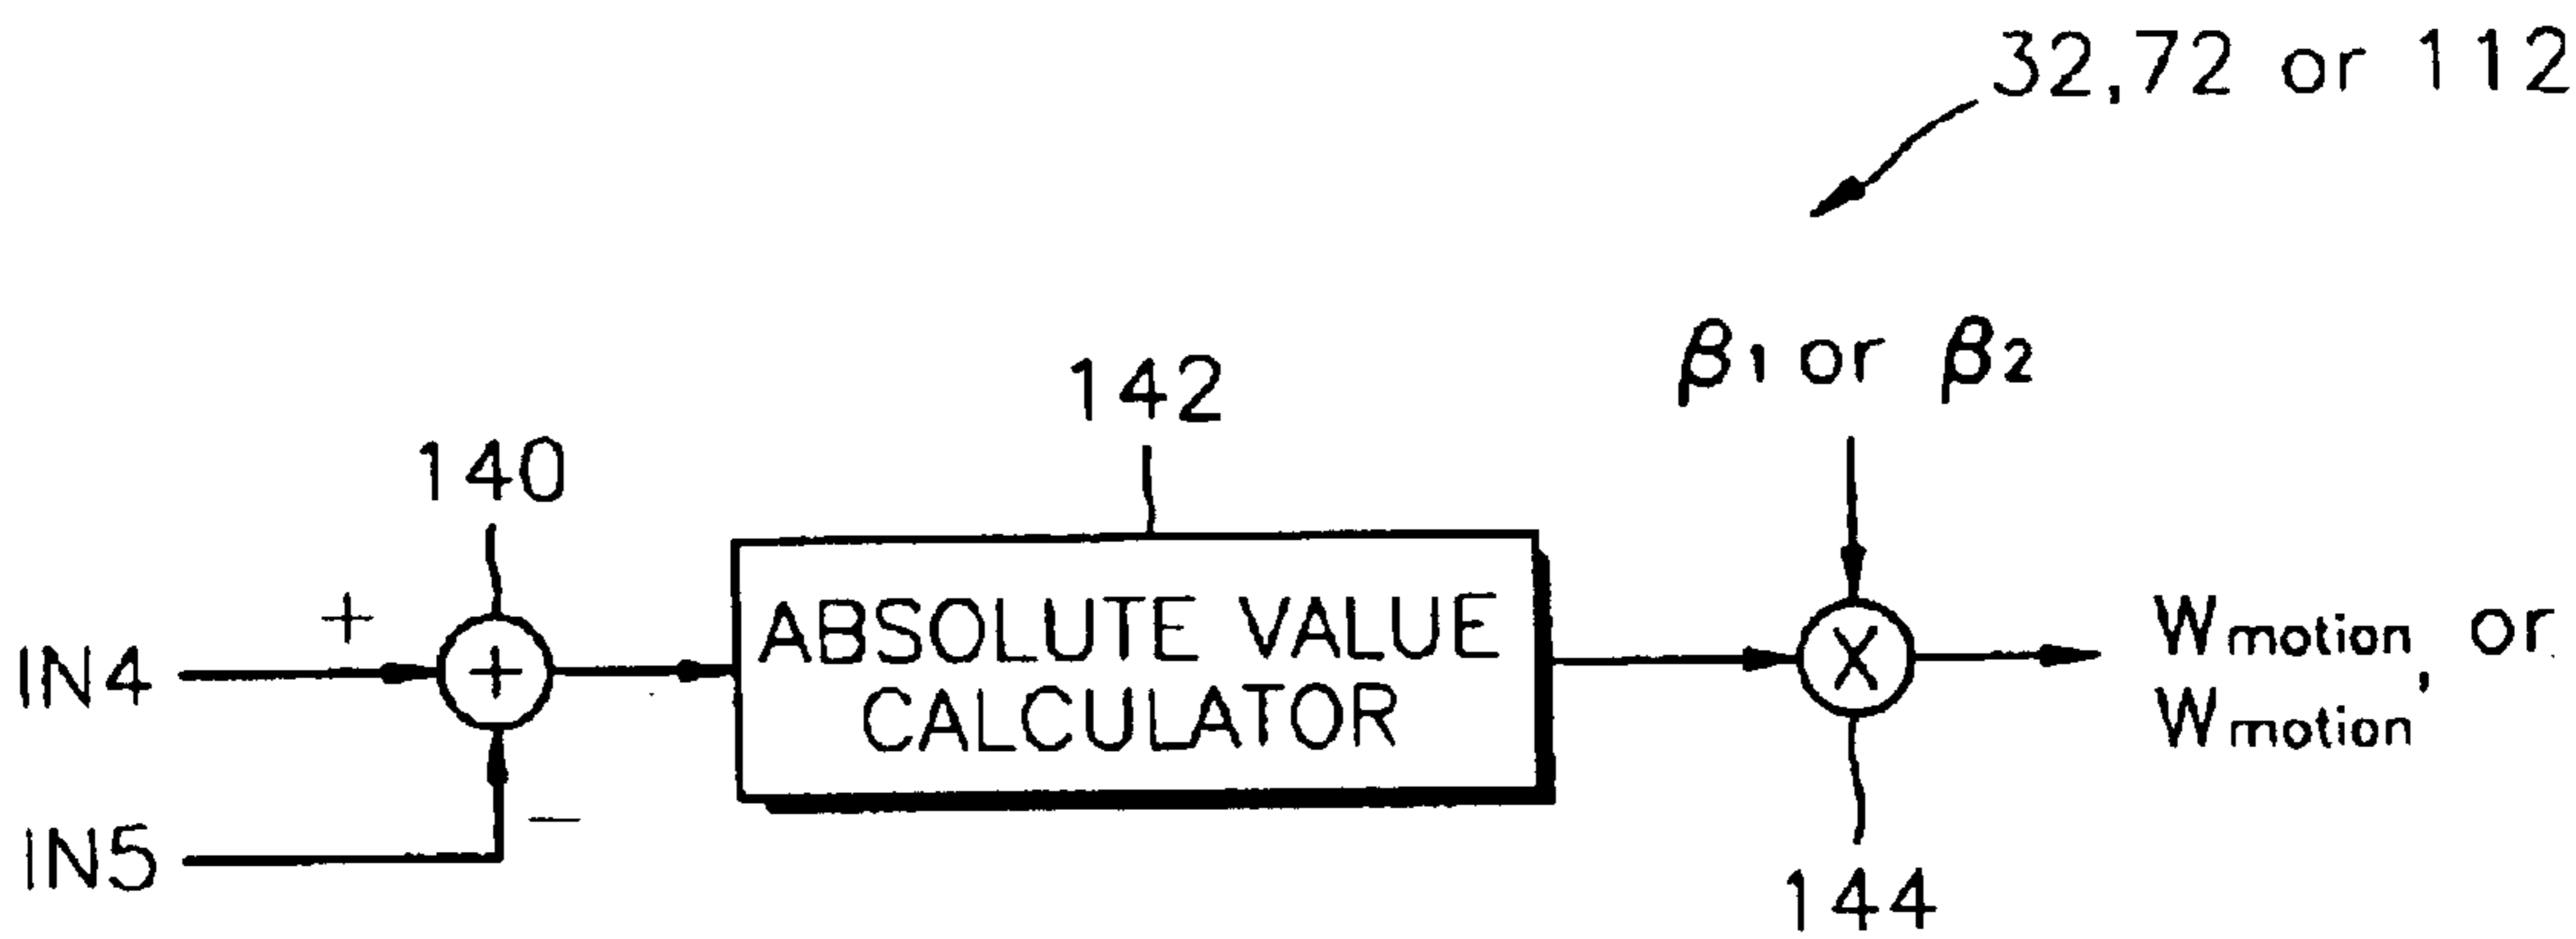 32,72 or 112
β1 or β2
142
140
+
IN4
+
ABSOLUTE VALUE
CALCULATOR
X
Wmotion, or
Wmotion'
IN5
−
144